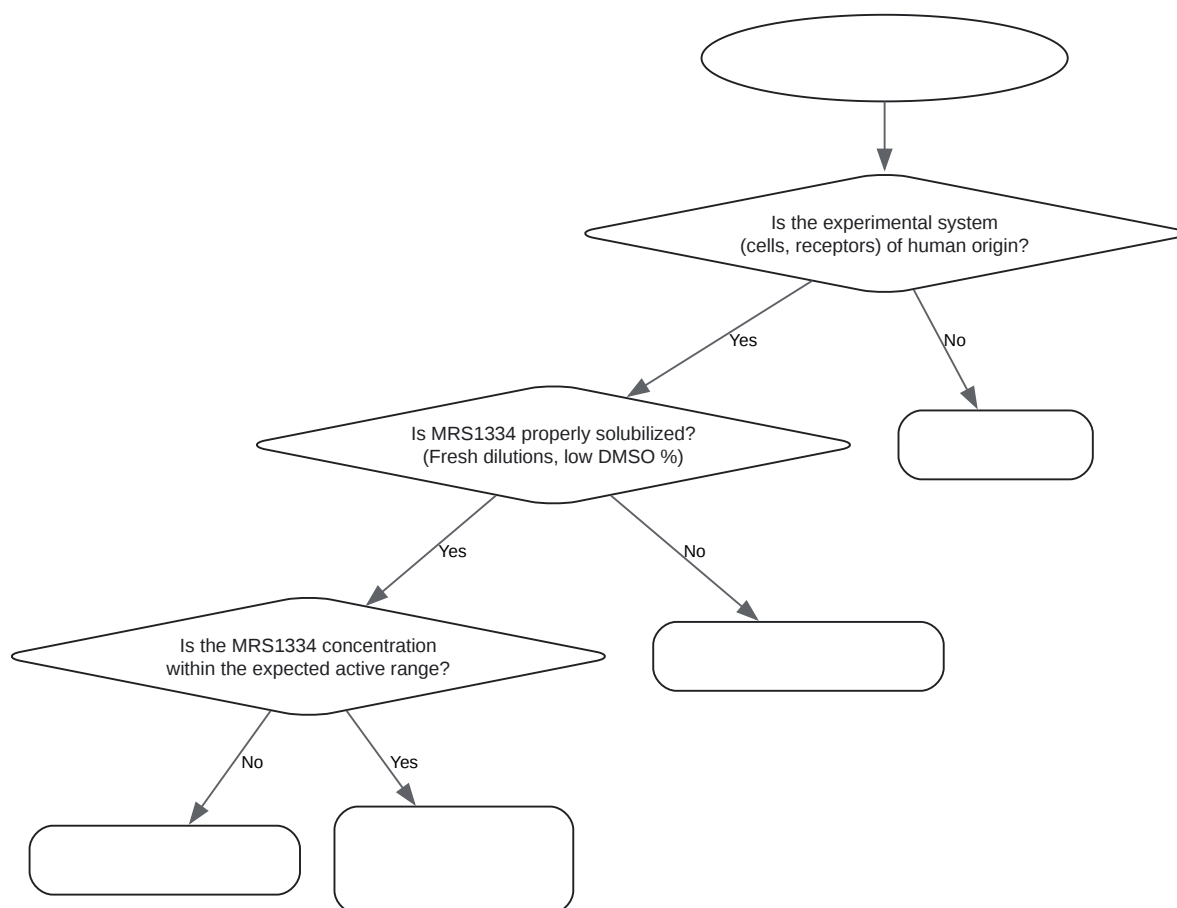 Is the experimental system
(cells, receptors) of human origin?
Yes
No
Is MRS1334 properly solubilized?
(Fresh dilutions, low DMSO %)
Yes
No
Is the MRS1334 concentration
within the expected active range?
No
Yes